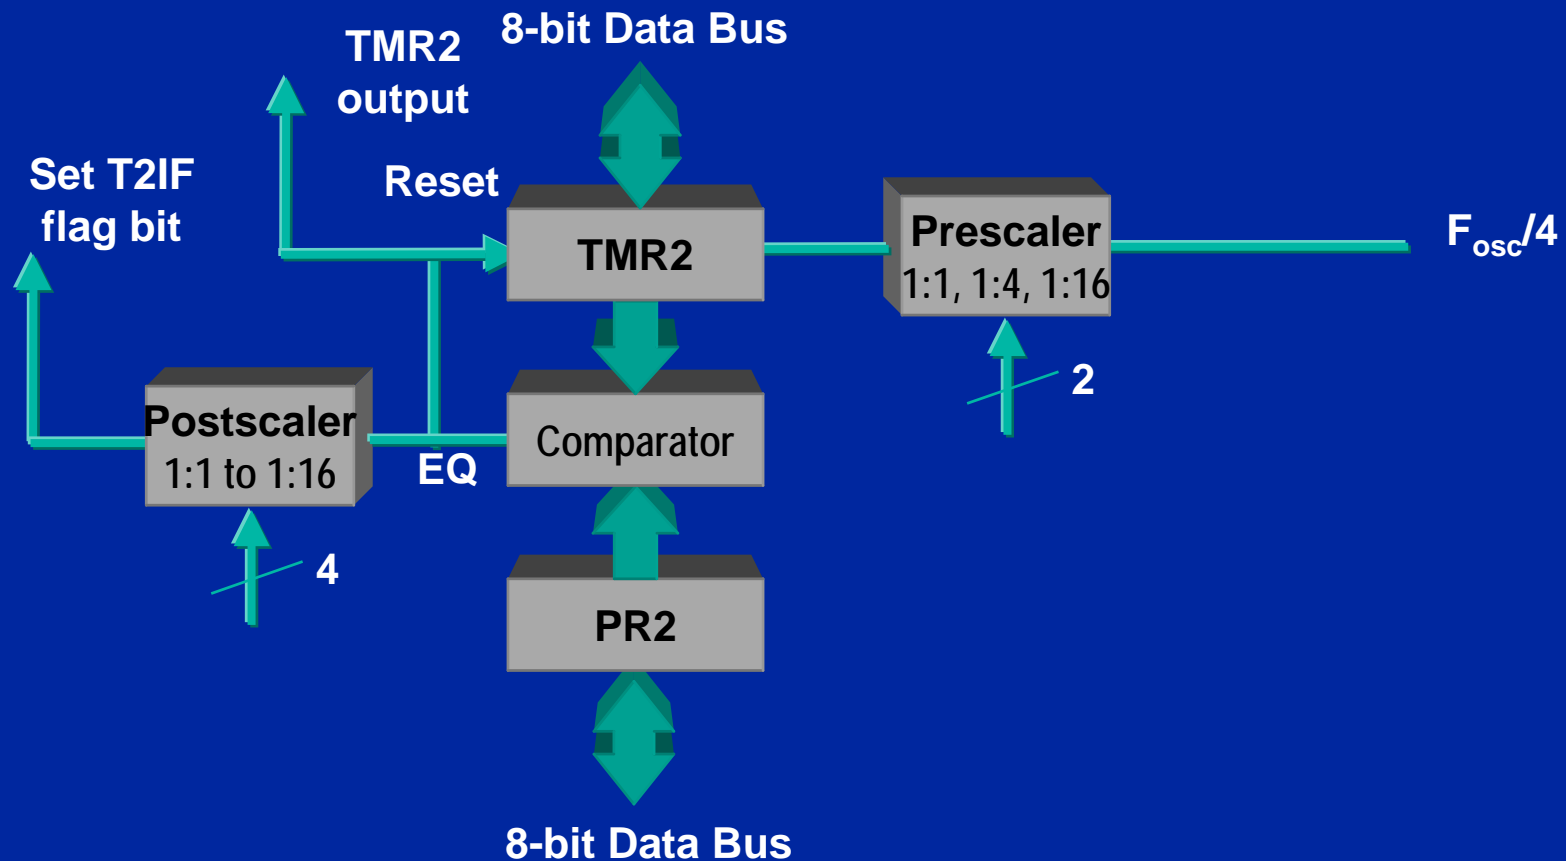 8-bit Data Bus
TMR2
output
Set T2IF
flag bit
Reset
TMR2
Prescaler
1:1, 1:4, 1:16
Fosc/4
2
Postscaler
1:1 to 1:16
EQ
Comparator
4
PR2
8-bit Data Bus